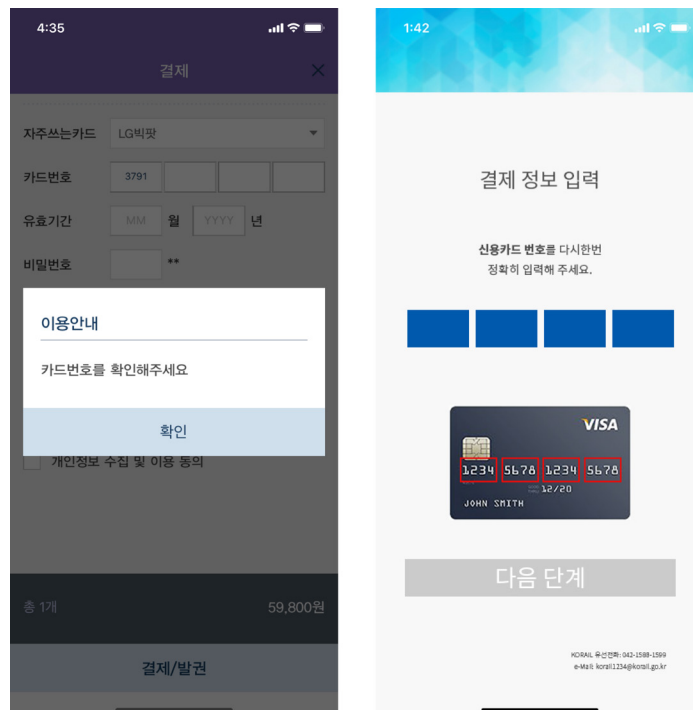 4:35
결제
자주쓰는카드 LG빅팟
카드번호 3791
유효기간 MM 월 YYYY 년
비밀번호 **
이용안내
카드번호를 확인해주세요
확인
개인정보 수집 및 이용 동의
총 1개 59,800원
결제/발권
1:42
결제 정보 입력
신용카드 번호를 다시한번
정확히 입력해 주세요.
VISA
1234 5678 1234 5678
12/20
JOHN SMITH
다음 단계
KORAIL 유선전화: 042-1588-1599
e-Mail: korail1234@korail.go.kr